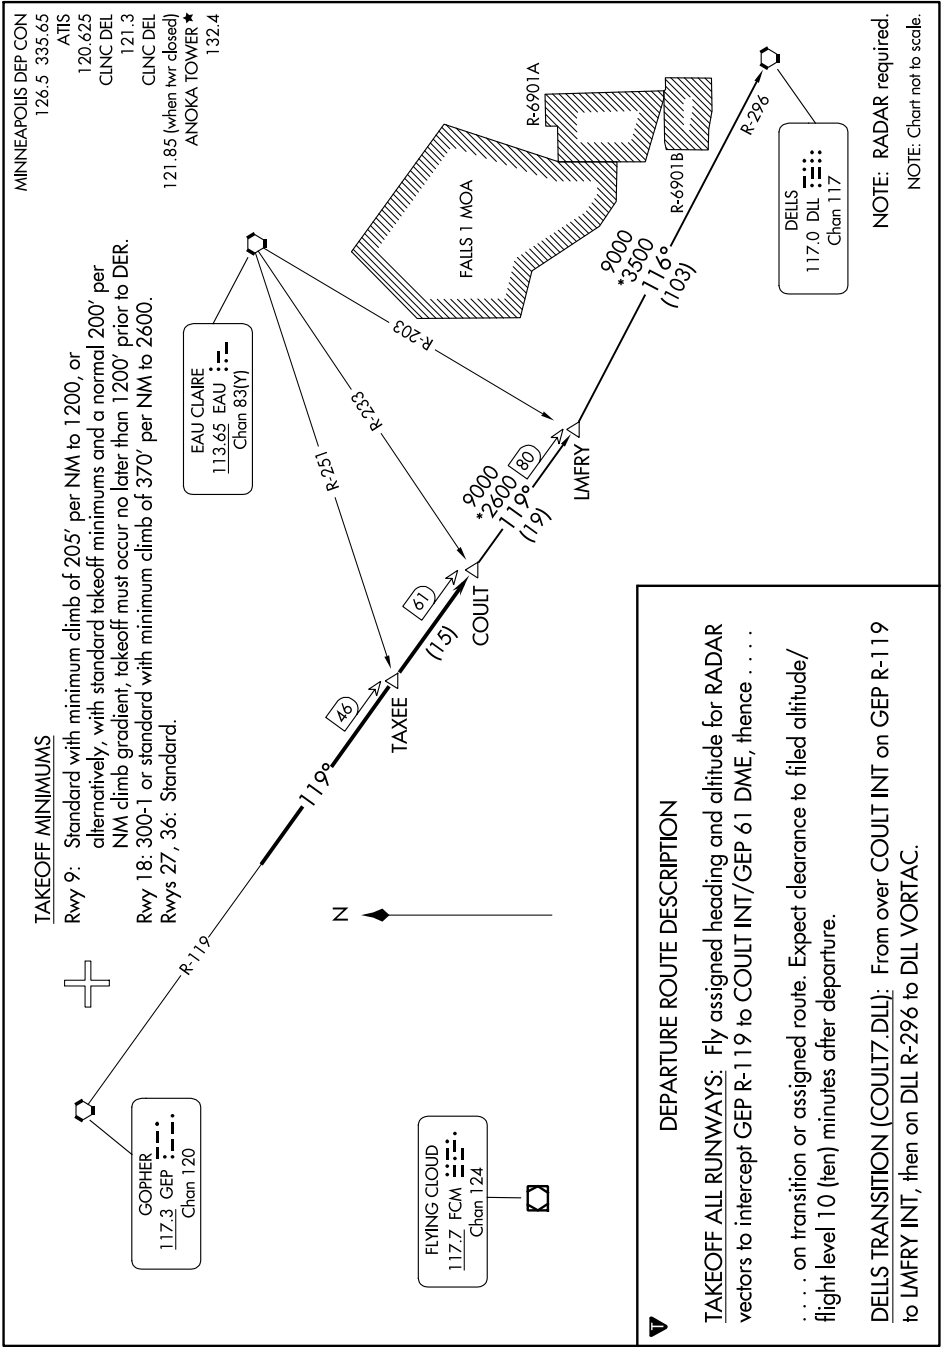 MINNEAPOLIS DEP CON
126.5 335.65
ATIS
120.625
CLNC DEL
121.3
CLNC DEL
121.85 (when twr closed)
ANOKA TOWER★
132.4
TAKEOFF MINIMUMS
Rwy 9: Standard with minimum climb of 205' per NM to 1200, or
alternatively, with standard takeoff minimums and a normal 200' per
NM climb gradient, takeoff must occur no later than 1200' prior to DER.
Rwy 18: 300-1 or standard with minimum climb of 370' per NM to 2600.
Rwys 27, 36: Standard.
EAU CLAIRE
113.65 EAU
Chan 83(Y)
GOPHER
117.3 GEP
Chan 120
FLYING CLOUD
117.7 FCM
Chan 124
DELLS
117.0 DLL
Chan 117
R-119
N
119°
46
TAXEE
(15)
61
COULT
R-251
R-233
R-203
9000
*2600
119°
(19)
80
LMFRY
FALLS 1 MOA
R-6901A
R-6901B
9000
*3500
116°
(103)
R-296
NOTE: RADAR required.
NOTE: Chart not to scale.
T
DEPARTURE ROUTE DESCRIPTION
TAKEOFF ALL RUNWAYS: Fly assigned heading and altitude for RADAR
vectors to intercept GEP R-119 to COULT INT/GEP 61 DME, thence . . . .
. . . . on transition or assigned route. Expect clearance to filed altitude/
flight level 10 (ten) minutes after departure.
DELLS TRANSITION (COULT7.DLL): From over COULT INT on GEP R-119
to LMFRY INT, then on DLL R-296 to DLL VORTAC.